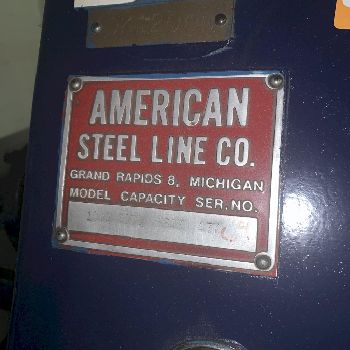 AMERICAN
STEEL LINE CO.
GRAND RAPIDS 8, MICHIGAN
MODEL CAPACITY SER. NO.